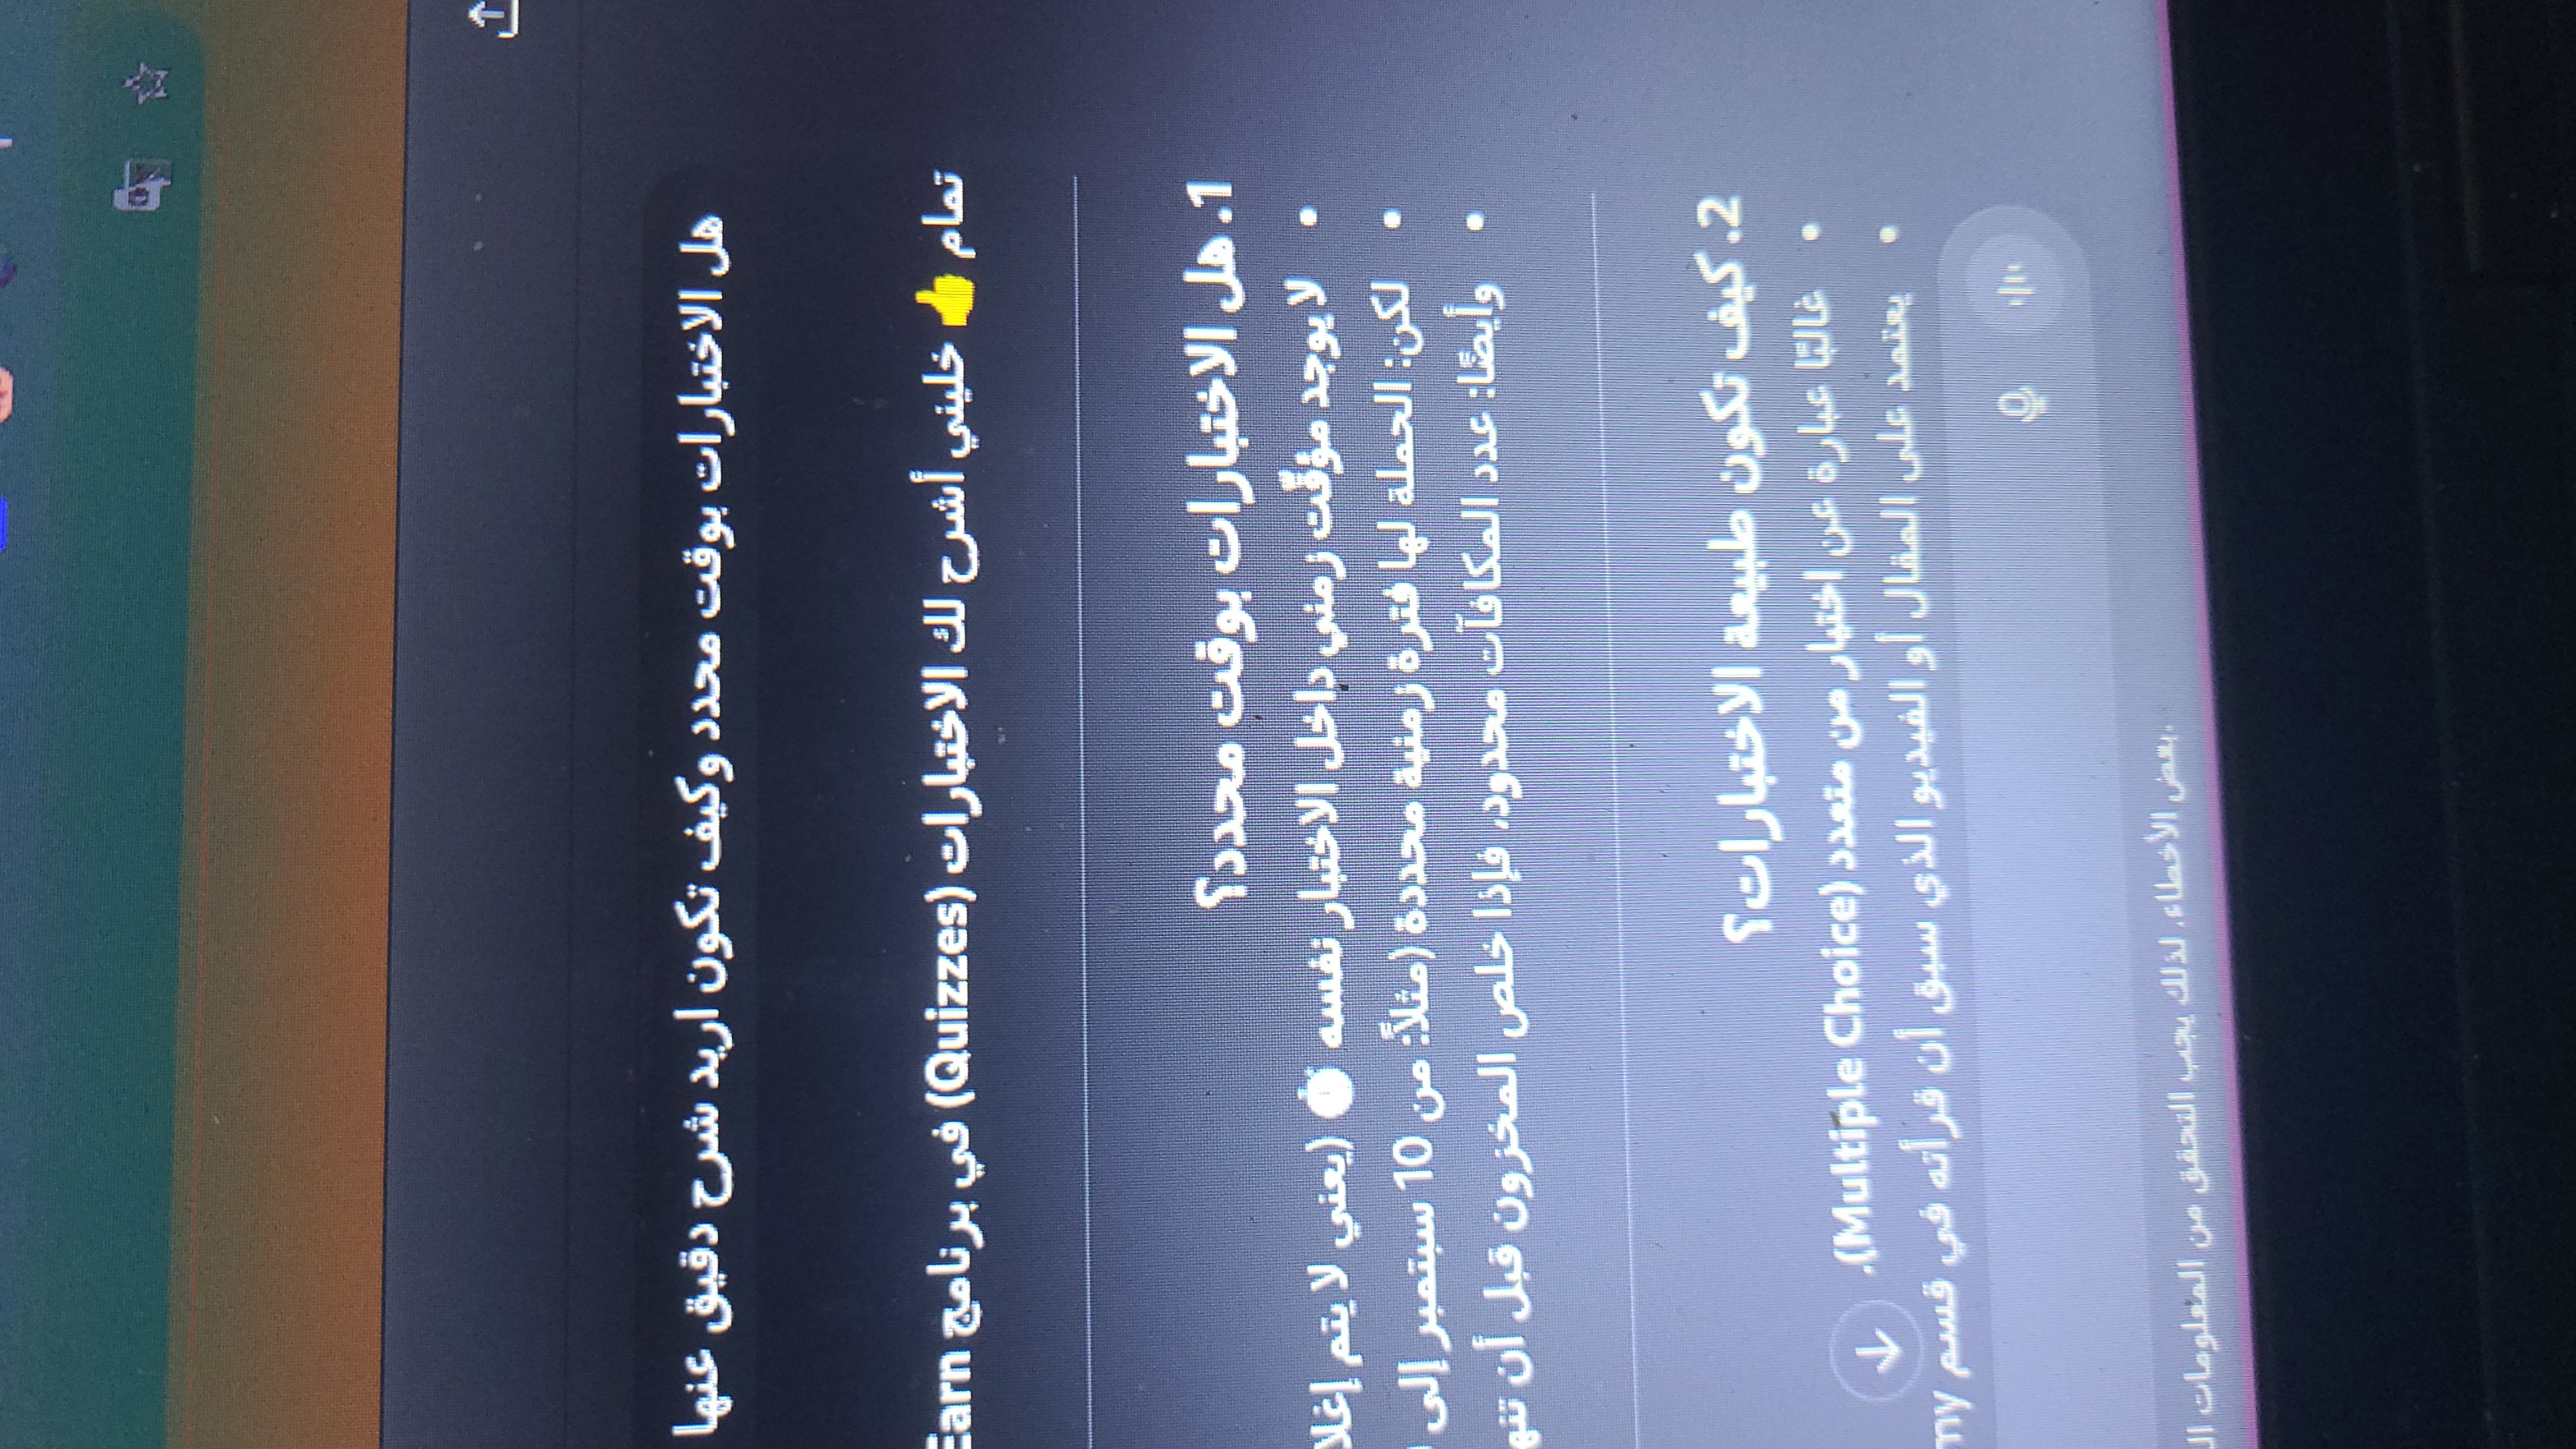 هل الاختبارات بوقت محدد وكيف تكون اريد شرح دقيق عنها
تمام 👍 خليني أشرح لك الاختبارات (Quizzes) في برنامج Earn
1. هل الاختبارات بوقت محدد؟
• لا يوجد مؤقّت زمني داخل الاختبار نفسه ⏱ (يعني لا يتم
• لكن: الحملة لها فترة زمنية محددة (مثلاً: من 10 سبتمبر إلى
• وأيضًا: عدد المكافآت محدود، فإذا خلص المخزون قبل أن
2. كيف تكون طبيعة الاختبارات؟
• غالبًا عبارة عن اختيار من متعدد (Multiple Choice).
• يعتمد على المقال أو الفيديو الذي سبق أن قرأته في قسم my
بعض الأخطاء. لذلك يجب التحقق من المعلومات